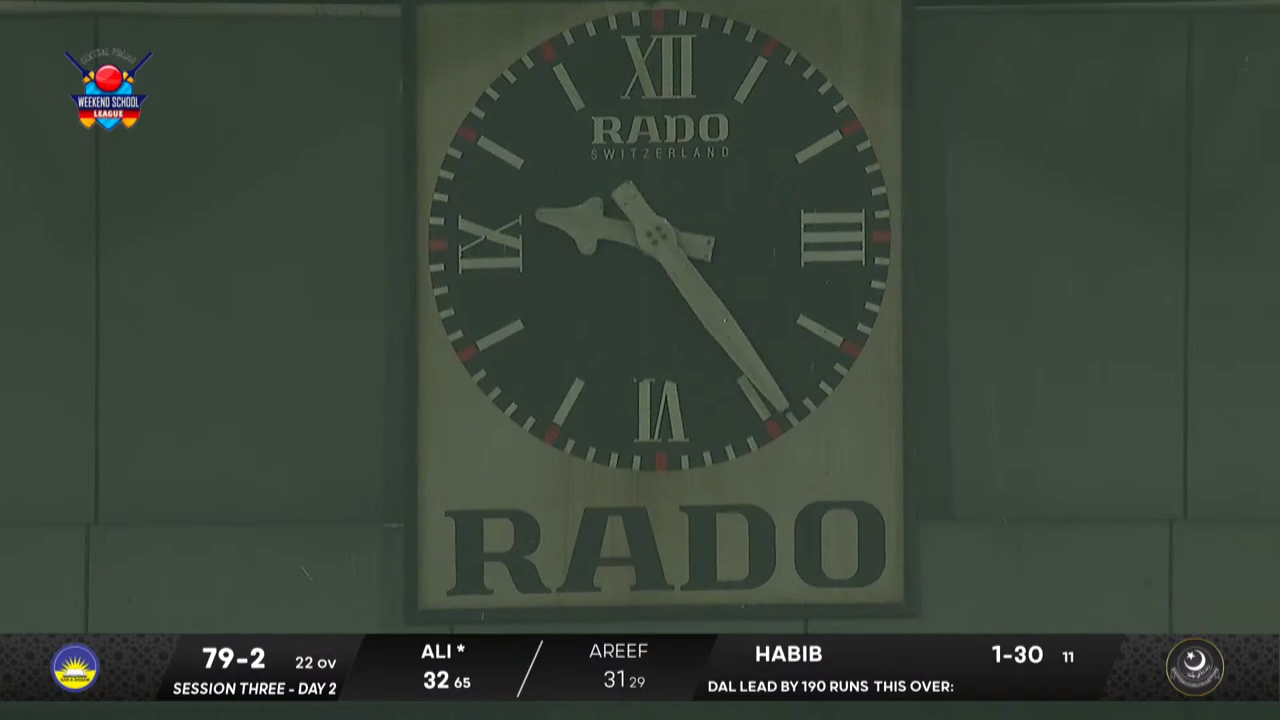 WEEKEND SCHOOL
LEAGUE
XII
RADO
SWITZERLAND
IX
III
VI
RADO
79-2 22 ov
SESSION THREE - DAY 2
ALI *
32 65
AREEF
31 29
HABIB 1-30 11
DAL LEAD BY 190 RUNS THIS OVER: